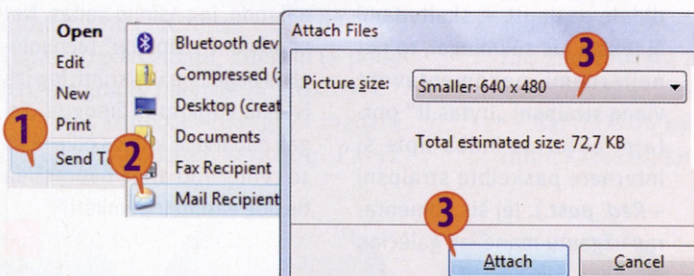 Open
Edit
New
Print
Send
1
2
Bluetooth dev
Compressed (
Desktop (creat
Documents
Fax Recipient
Mail Recipient
Attach Files
3
Picture size:
Smaller: 640 x 480
Total estimated size: 72,7 KB
3
Attach
Cancel